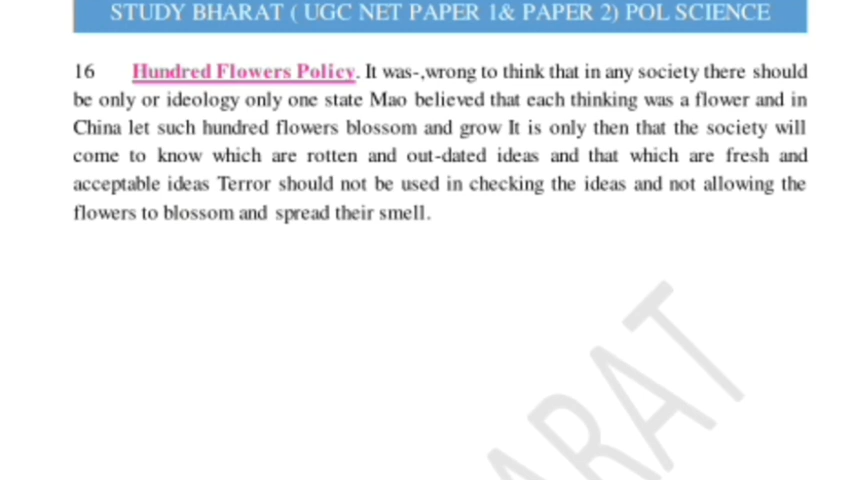 STUDY BHARAT ( UGC NET PAPER 1& PAPER 2) POL SCIENCE
16 Hundred Flowers Policy. It was-,wrong to think that in any society there should
be only or ideology only one state Mao believed that each thinking was a flower and in
China let such hundred flowers blossom and grow It is only then that the society will
come to know which are rotten and out-dated ideas and that which are fresh and
acceptable ideas Terror should not be used in checking the ideas and not allowing the
flowers to blossom and spread their smell.
ARAT